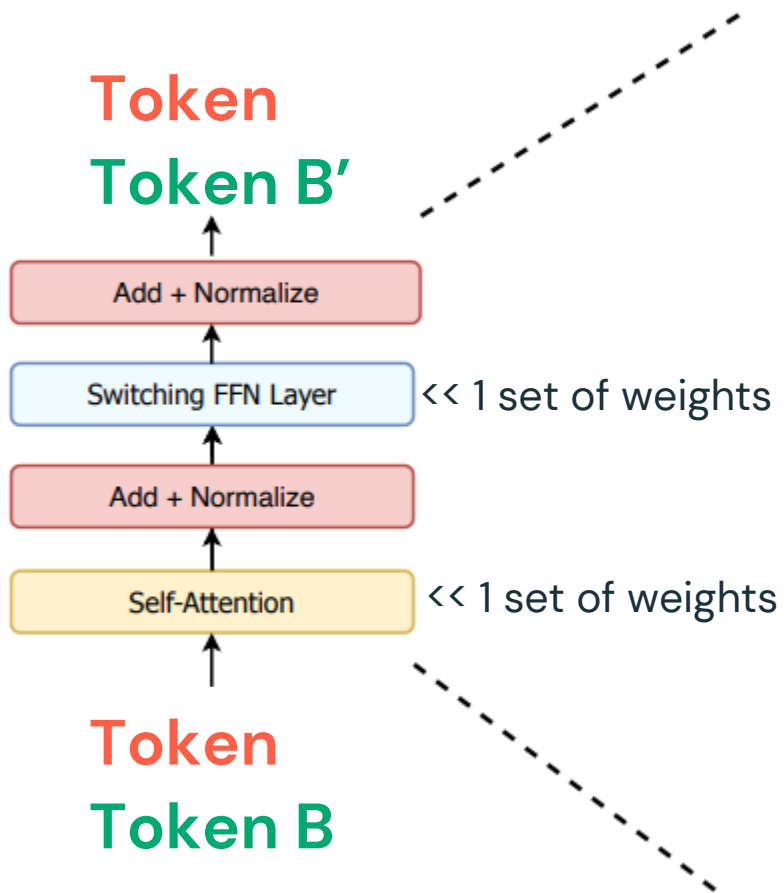 Token
Token B’
Add + Normalize
Switching FFN Layer << 1 set of weights
Add + Normalize
Self-Attention << 1 set of weights
Token
Token B